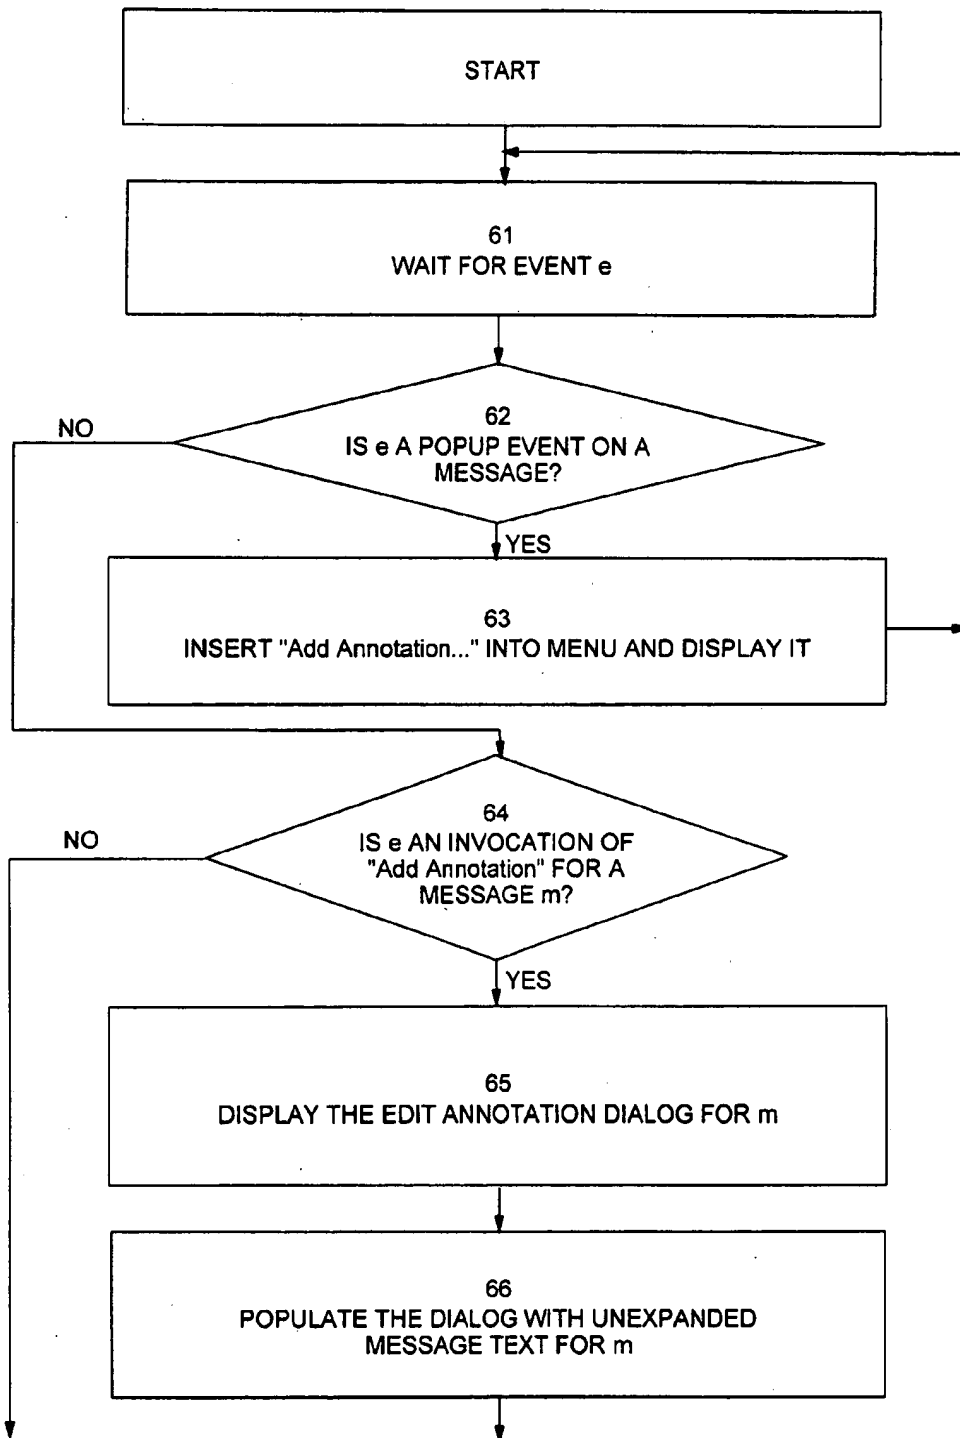 START
61
WAIT FOR EVENT e
62
NO
IS e A POPUP EVENT ON A
MESSAGE?
YES
63
INSERT "Add Annotation..." INTO MENU AND DISPLAY IT
64
NO
IS e AN INVOCATION OF
"Add Annotation" FOR A
MESSAGE m?
YES
65
DISPLAY THE EDIT ANNOTATION DIALOG FOR m
66
POPULATE THE DIALOG WITH UNEXPANDED
MESSAGE TEXT FOR m